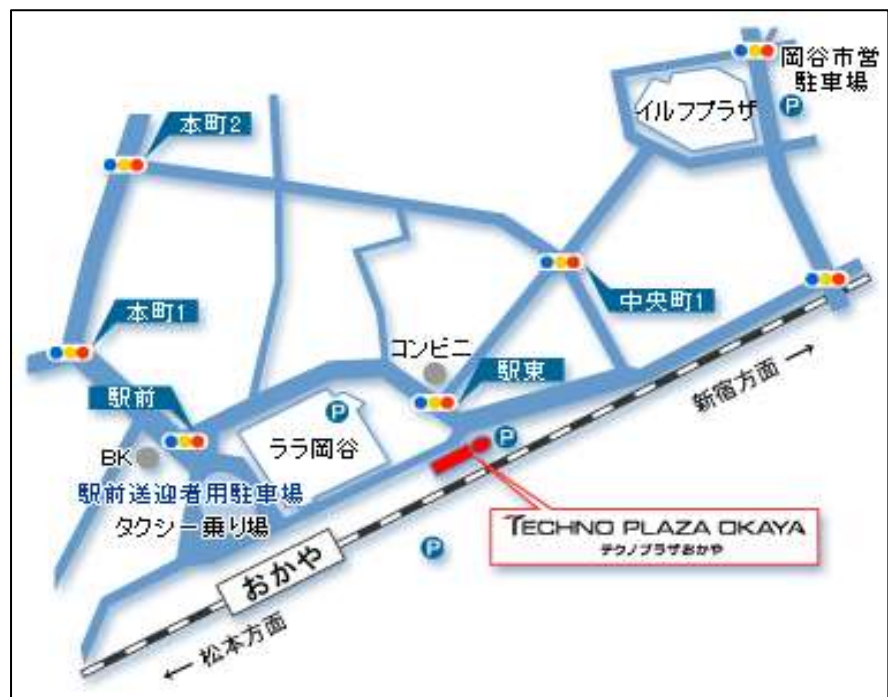 岡谷市営
駐車場
P
イルフプラザ
本町2
中央町1
本町1
コンビニ
駅東
駅前
新宿方面→
P
ララ岡谷
P
BK
駅前送迎者用駐車場
タクシー乗り場
TECHNO PLAZA OKAYA
テクノプラザおかや
P
おかや
←松本方面